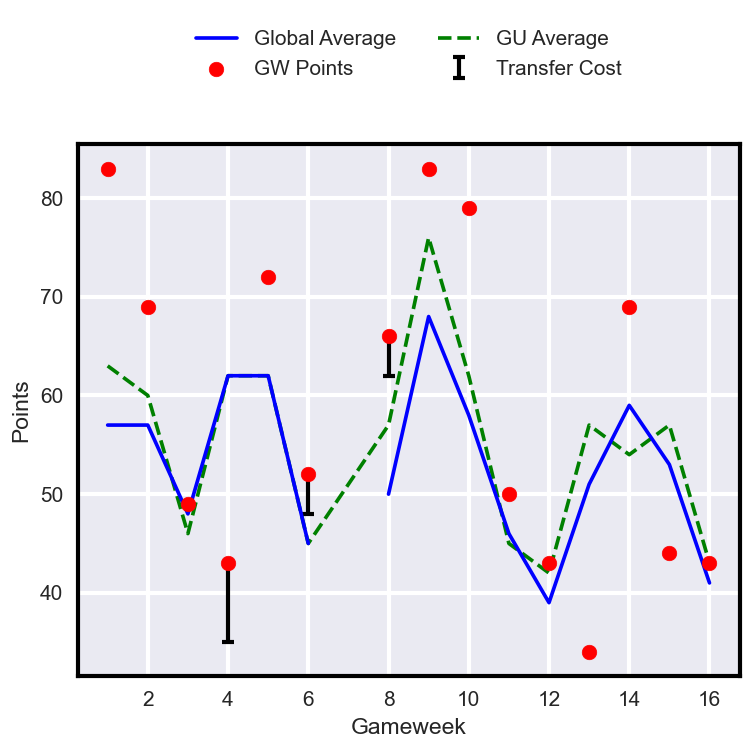 Global Average
GU Average
GW Points
Transfer Cost
80
70
60
50
40
Points
2 4 6 8 10 12 14 16
Gameweek